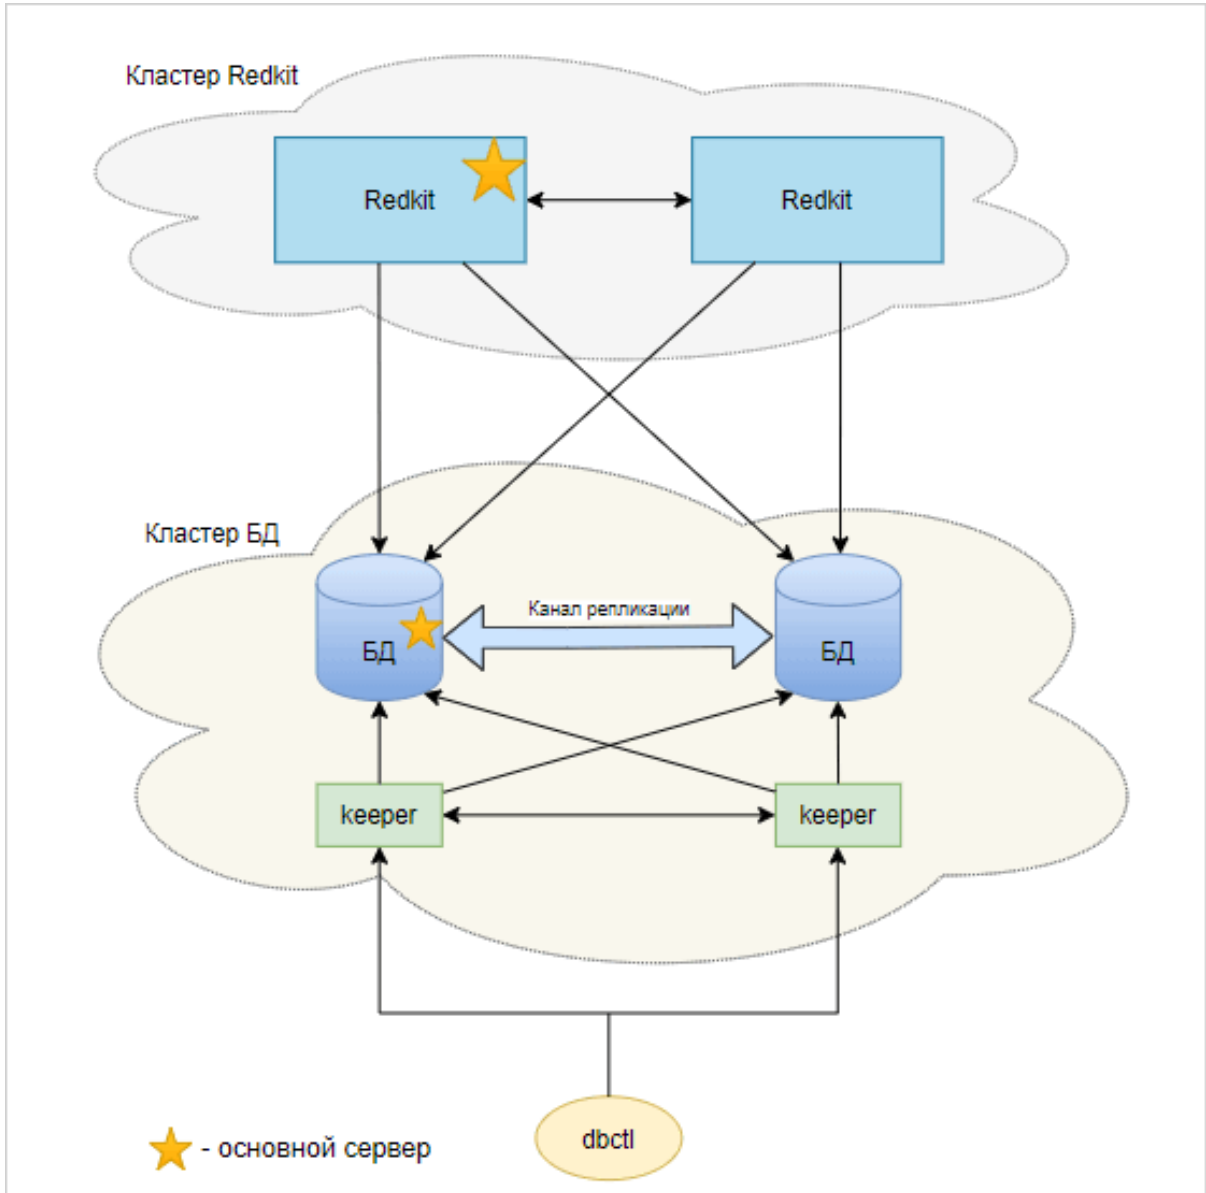 Кластер Redkit
Redkit
Redkit
Кластер БД
Канал репликации
БД
БД
keeper
keeper
dbctl
- основной сервер